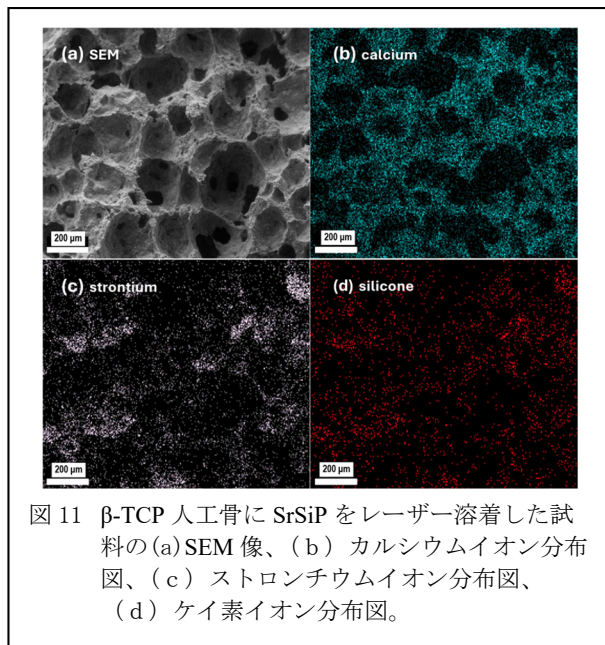 (a) SEM
(b) calcium
200 μm
200 μm
(c) strontium
(d) silicone
200 μm
200 μm
図 11 β-TCP 人工骨に SrSiP をレーザー溶着した試
料の(a)SEM 像、（ｂ）カルシウムイオン分布
図、（ｃ）ストロンチウムイオン分布図、
（ｄ）ケイ素イオン分布図。